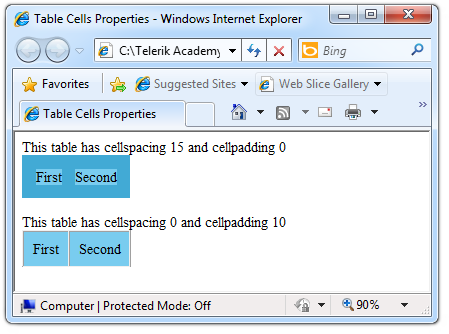 Table Cells Properties - Windows Internet Explorer
C:\Telerik Academy
Bing
Favorites
Suggested Sites
Web Slice Gallery
Table Cells Properties
»
This table has cellspacing 15 and cellpadding 0
First Second
This table has cellspacing 0 and cellpadding 10
First Second
Computer | Protected Mode: Off
90%